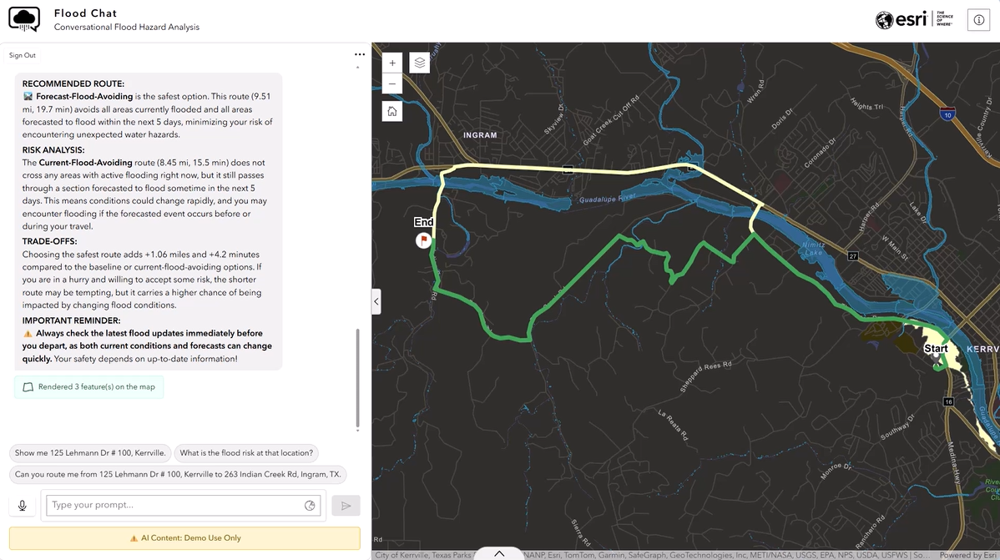 Flood Chat
Conversational Flood Hazard Analysis
esri
THE
SCIENCE
OF
WHERE
Sign Out
RECOMMENDED ROUTE:
Forecast-Flood-Avoiding is the safest option. This route (9.51
mi, 19.7 min) avoids all areas currently flooded and all areas
forecasted to flood within the next 5 days, minimizing your risk of
encountering unexpected water hazards.
RISK ANALYSIS:
The Current-Flood-Avoiding route (8.45 mi, 15.5 min) does not
cross any areas with active flooding right now, but it still passes
through a section forecasted to flood sometime in the next 5
days. This means conditions could change rapidly, and you may
encounter flooding if the forecasted event occurs before or
during your travel.
TRADE-OFFS:
Choosing the safest route adds +1.06 miles and +4.2 minutes
compared to the baseline or current-flood-avoiding options. If
you are in a hurry and willing to accept some risk, the shorter
route may be tempting, but it carries a higher chance of being
impacted by changing flood conditions.
IMPORTANT REMINDER:
⚠️ Always check the latest flood updates immediately before
you depart, as both current conditions and forecasts can change
quickly. Your safety depends on up-to-date information!
Rendered 3 feature(s) on the map
Show me 125 Lehmann Dr # 100, Kerrville.
What is the flood risk at that location?
Can you route me from 125 Lehmann Dr # 100, Kerrville to 263 Indian Creek Rd, Ingram, TX.
Type your prompt...
⚠️ AI Content: Demo Use Only
INGRAM
Skyview Dr
Goat Creek Cut Off Rd
Wren Rd
Doris Dr
Heights Trl
Coronado Dr
Harper Rd
10
Kerrville Country Dr
Guadalupe River
End
Harper Rd
Lake Dr
W Main St
Nimitz
Lake
27
Rd
Start
KERRV
Sheppard Rees Rd
16
La Reata Rd
Southway Dr
Guadalupe
Monroe Dr
Medina Hwy
River
Coun
Clu
Sierra Rd
Ranchero Rd
Rd
City of Kerrville, Texas Parks
NANP, Esri, TomTom, Garmin, SafeGraph, GeoTechnologies, Inc, METI/NASA, USGS, EPA, NPS, USDA, USFWS | So...
Powered by Esri